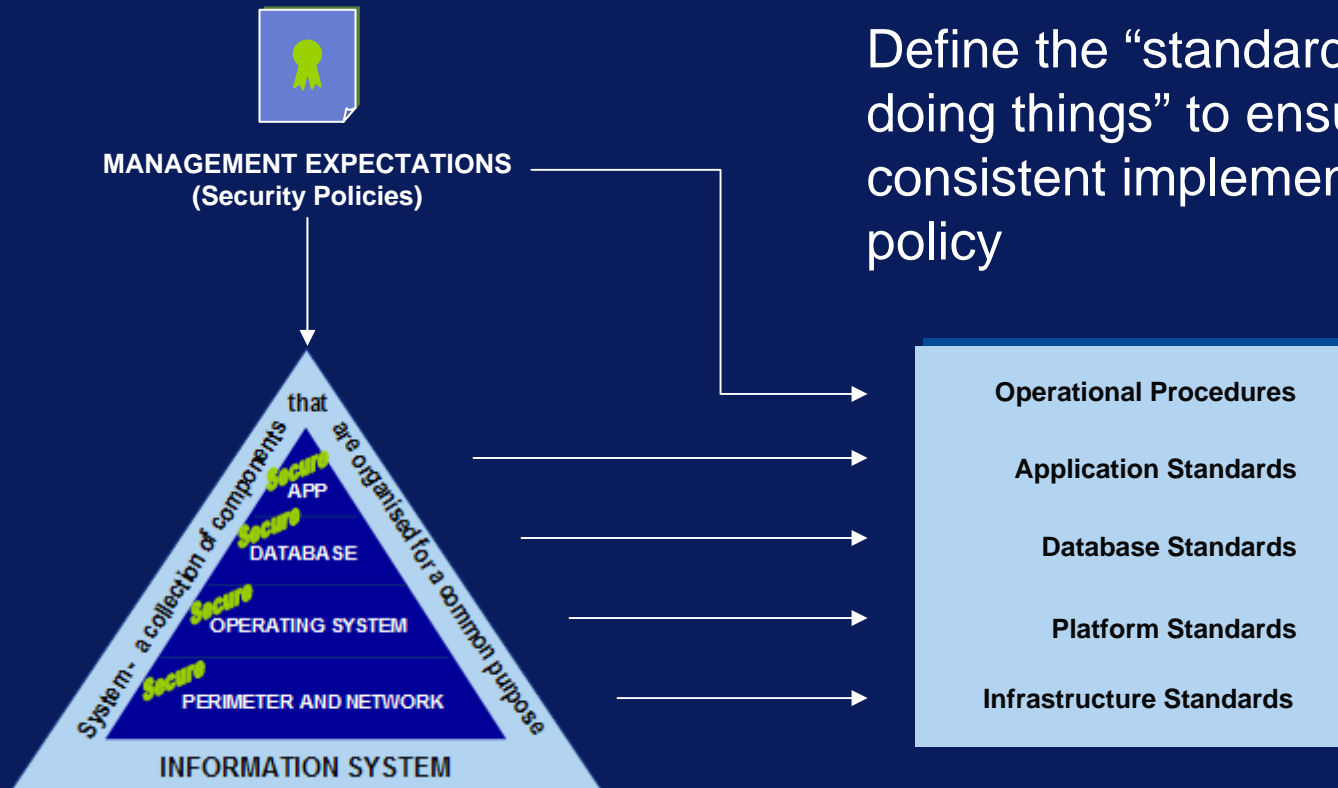 Define the “standard
doing things” to ensu
consistent implemen
policy
MANAGEMENT EXPECTATIONS
(Security Policies)
System - a collection of components
that
are organised for a common purpose
Secure
APP
Secure
DATABASE
Secure
OPERATING SYSTEM
Secure
PERIMETER AND NETWORK
INFORMATION SYSTEM
Operational Procedures
Application Standards
Database Standards
Platform Standards
Infrastructure Standards